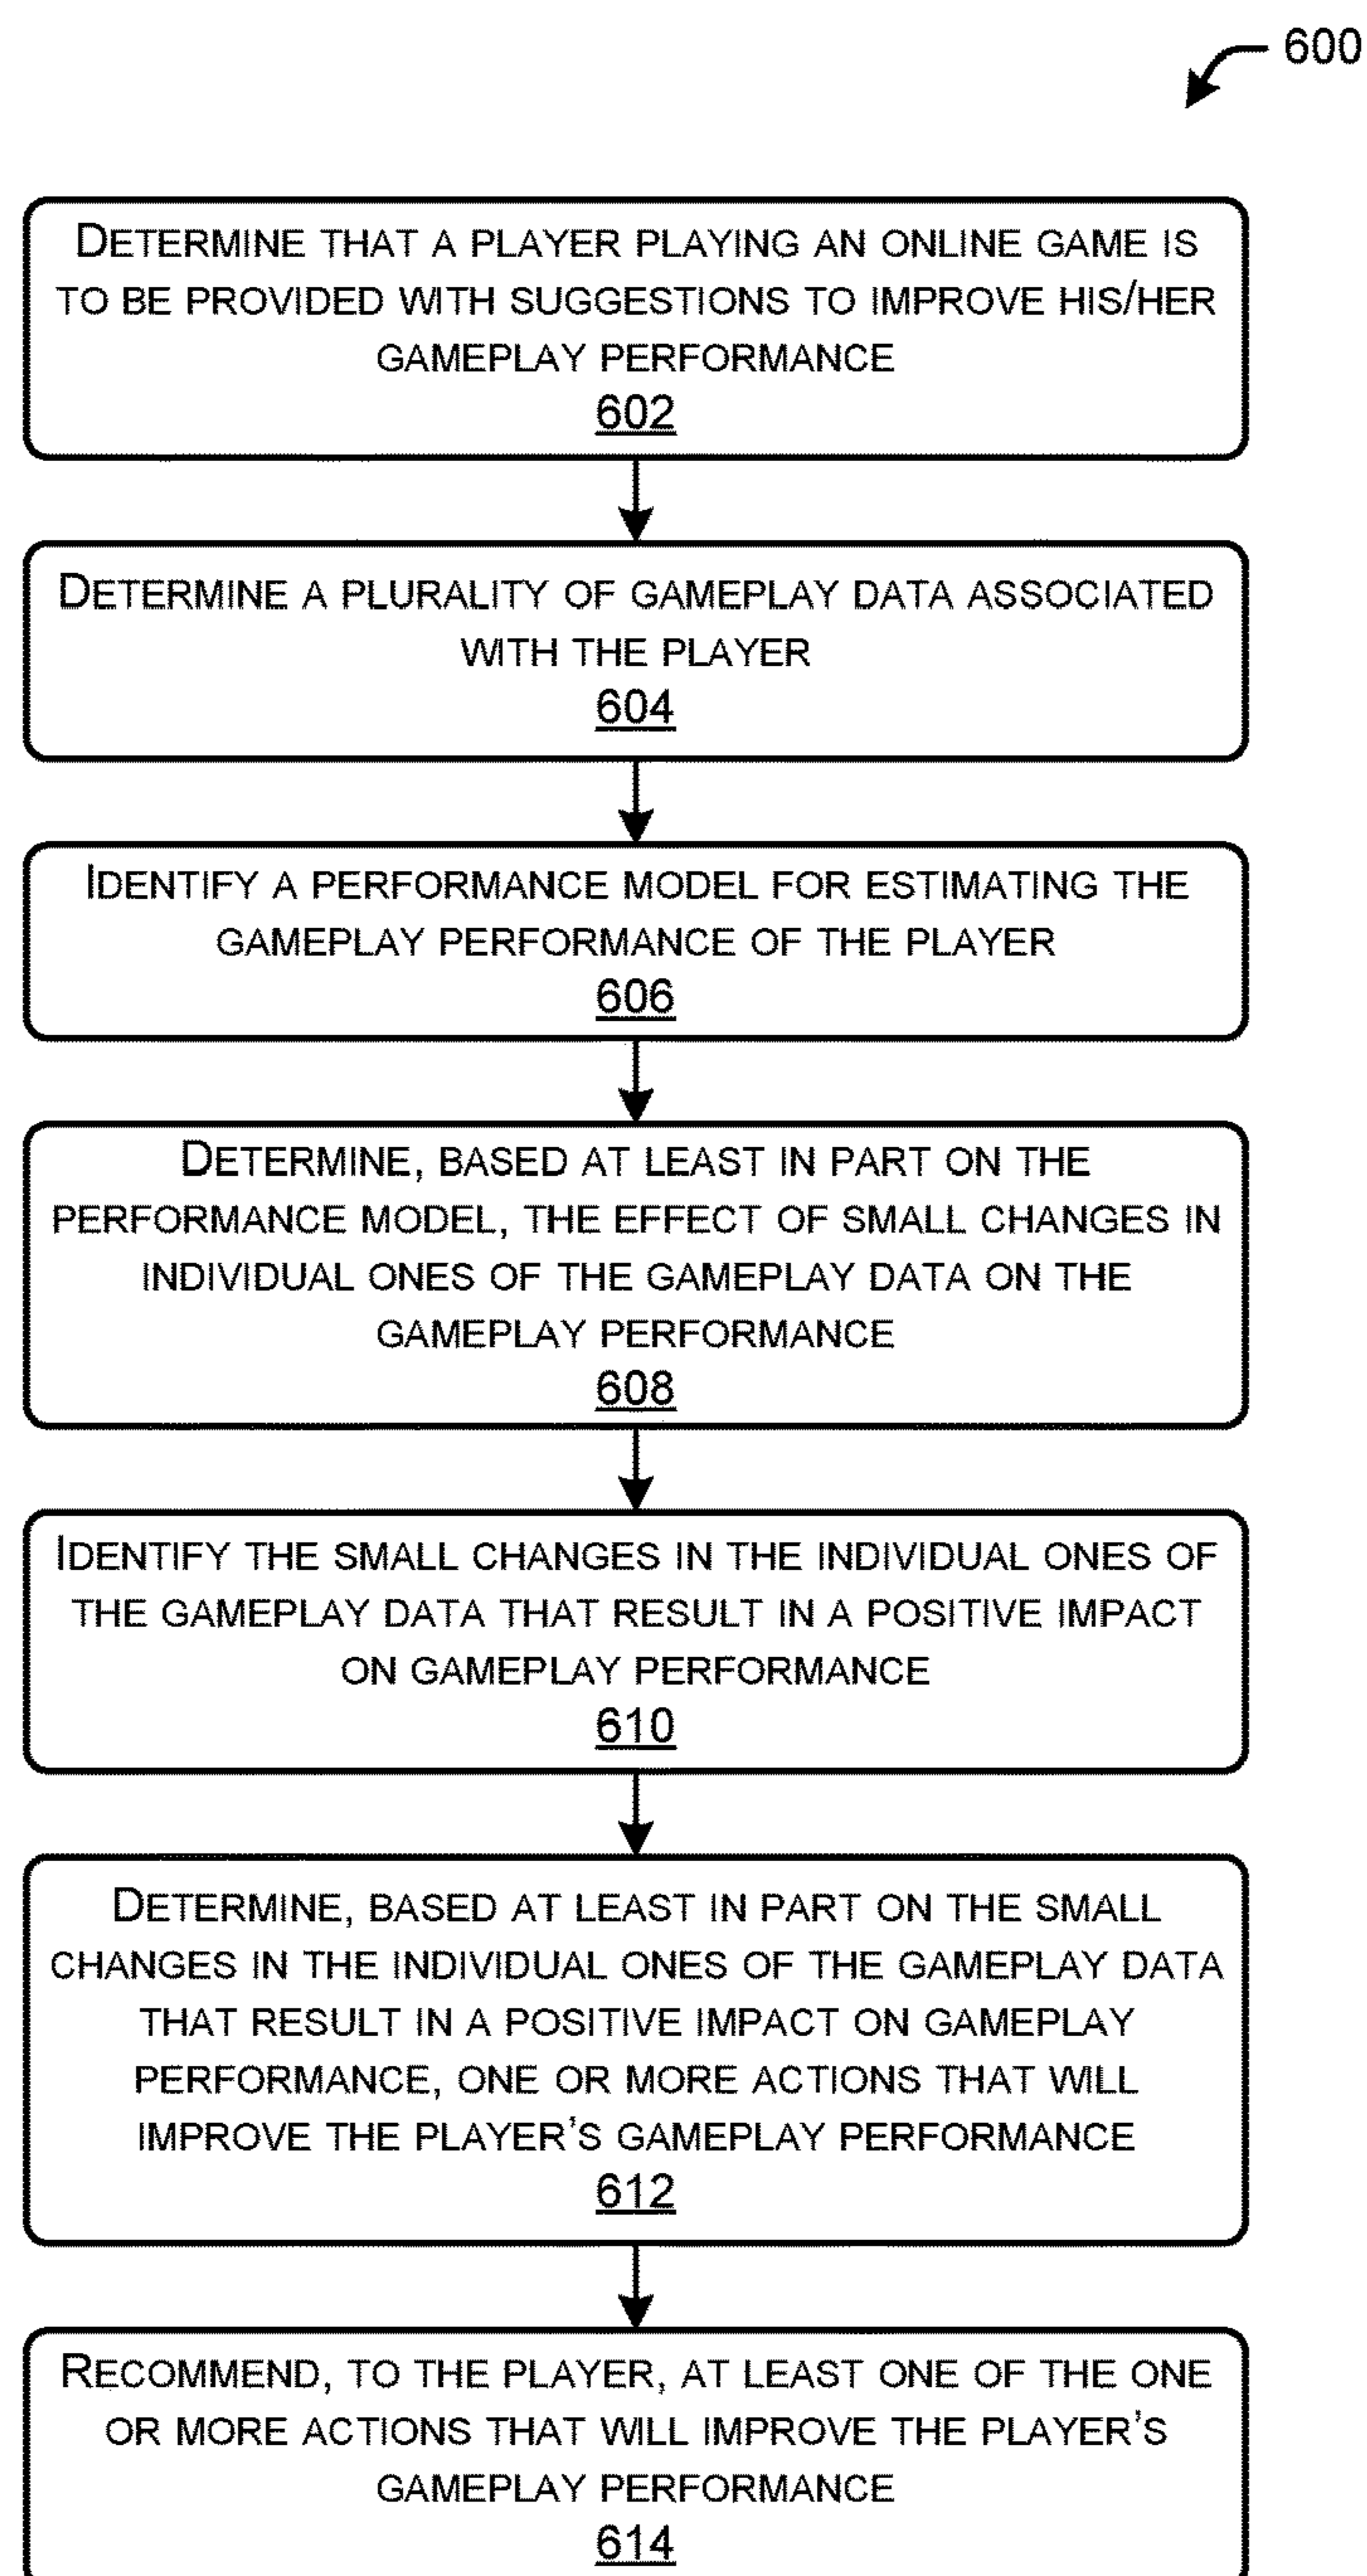 600
DETERMINE THAT A PLAYER PLAYING AN ONLINE GAME IS
TO BE PROVIDED WITH SUGGESTIONS TO IMPROVE HIS/HER
GAMEPLAY PERFORMANCE
602
DETERMINE A PLURALITY OF GAMEPLAY DATA ASSOCIATED
WITH THE PLAYER
604
IDENTIFY A PERFORMANCE MODEL FOR ESTIMATING THE
GAMEPLAY PERFORMANCE OF THE PLAYER
606
DETERMINE, BASED AT LEAST IN PART ON THE
PERFORMANCE MODEL, THE EFFECT OF SMALL CHANGES IN
INDIVIDUAL ONES OF THE GAMEPLAY DATA ON THE
GAMEPLAY PERFORMANCE
608
IDENTIFY THE SMALL CHANGES IN THE INDIVIDUAL ONES OF
THE GAMEPLAY DATA THAT RESULT IN A POSITIVE IMPACT
ON GAMEPLAY PERFORMANCE
610
DETERMINE, BASED AT LEAST IN PART ON THE SMALL
CHANGES IN THE INDIVIDUAL ONES OF THE GAMEPLAY DATA
THAT RESULT IN A POSITIVE IMPACT ON GAMEPLAY
PERFORMANCE, ONE OR MORE ACTIONS THAT WILL
IMPROVE THE PLAYER'S GAMEPLAY PERFORMANCE
612
RECOMMEND, TO THE PLAYER, AT LEAST ONE OF THE ONE
OR MORE ACTIONS THAT WILL IMPROVE THE PLAYER'S
GAMEPLAY PERFORMANCE
614